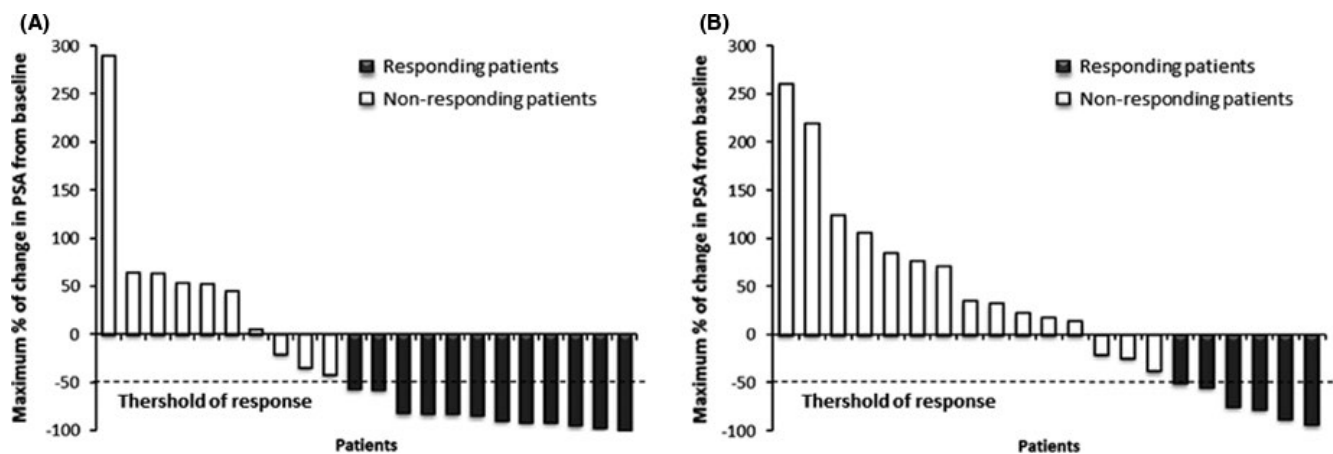 (A)
Maximum % of change in PSA from baseline
300
250
200
150
100
50
0
-50
-100
Responding patients
Non-responding patients
Thershold of response
Patients
(B)
Maximum % of change in PSA from baseline
300
250
200
150
100
50
0
-50
-100
Responding patients
Non-responding patients
Thershold of response
Patients